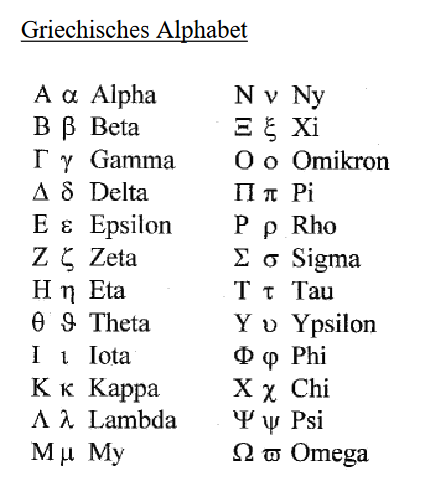 Griechisches Alphabet
Α α Alpha
Β β Beta
Γ γ Gamma
Δ δ Delta
Ε ε Epsilon
Ζ ζ Zeta
Η η Eta
θ ϑ Theta
Ι ι Iota
Κ κ Kappa
Λ λ Lambda
Μ μ My
Ν ν Ny
Ξ ξ Xi
Ο ο Omikron
Π π Pi
Ρ ρ Rho
Σ σ Sigma
Τ τ Tau
Υ υ Ypsilon
Φ φ Phi
Χ χ Chi
Ψ ψ Psi
Ω ϖ Omega